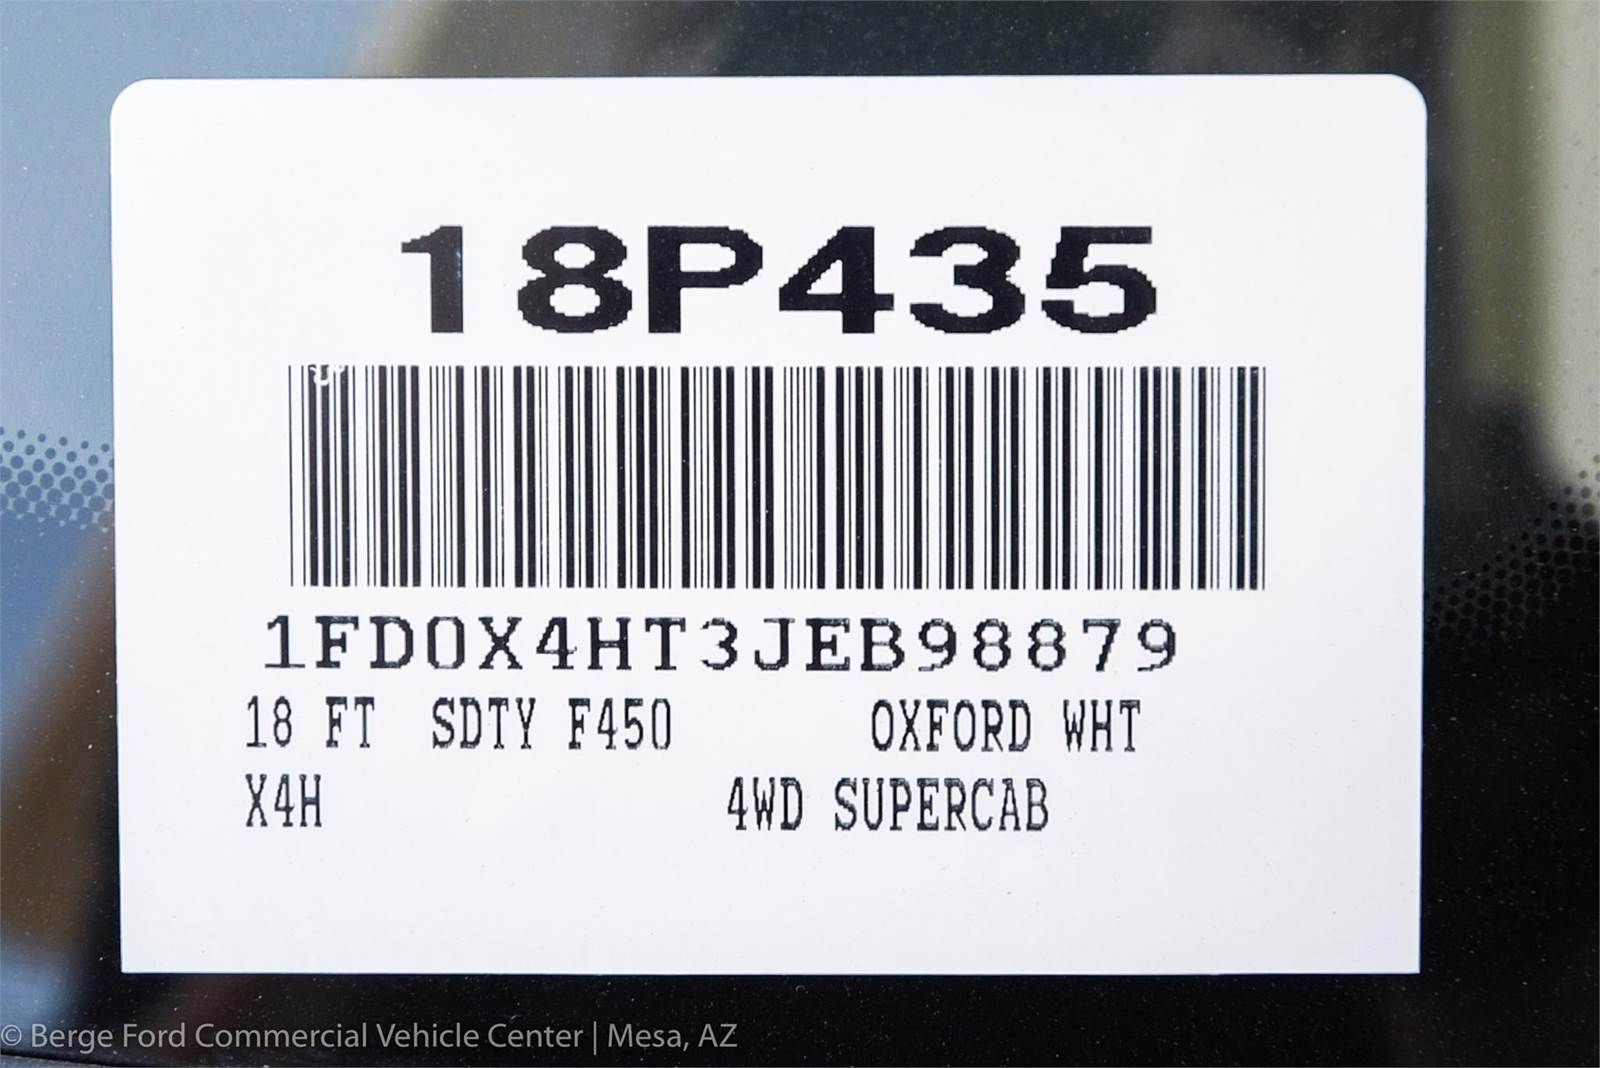 18P435
1FD0X4HT3JEB98879
18 FT SDTY F450 OXFORD WHT
X4H 4WD SUPERCAB
© Berge Ford Commercial Vehicle Center | Mesa, AZ